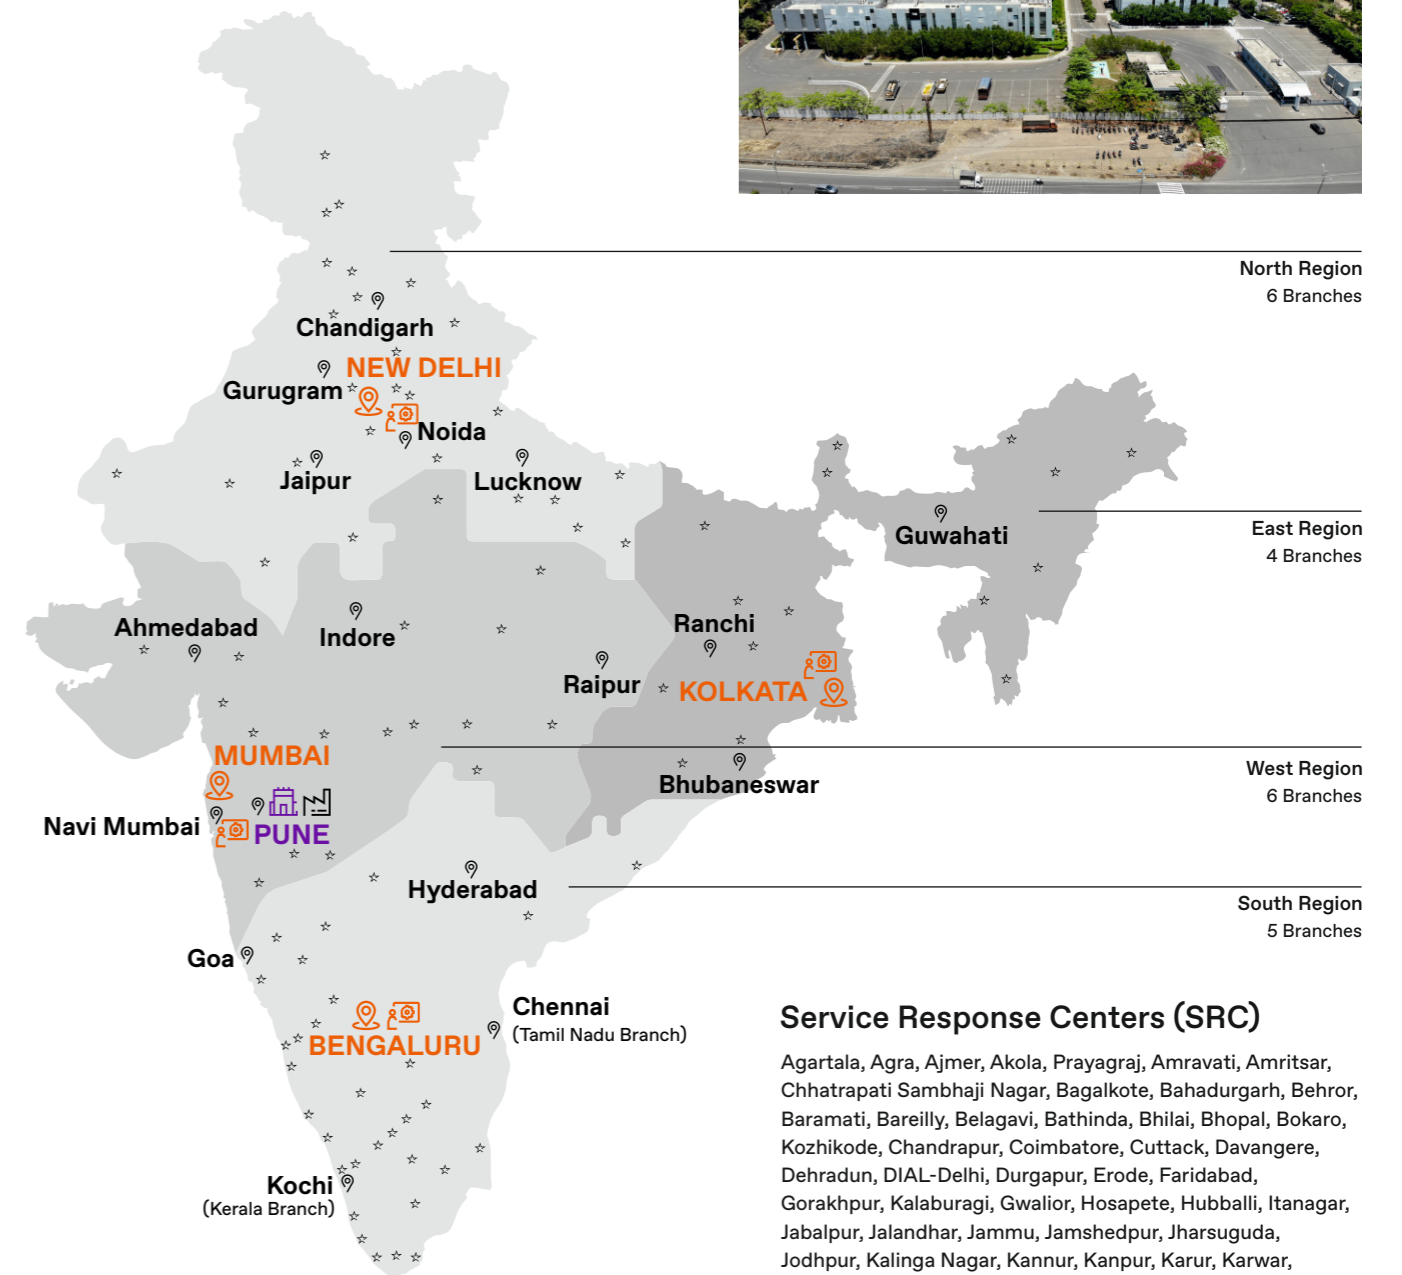 North Region
6 Branches
Chandigarh
NEW DELHI
Gurugram
Noida
Jaipur
Lucknow
Guwahati
East Region
4 Branches
Ahmedabad
Indore
Ranchi
Raipur
KOLKATA
MUMBAI
West Region
6 Branches
Bhubaneswar
Navi Mumbai
PUNE
Hyderabad
South Region
5 Branches
Goa
Chennai
(Tamil Nadu Branch)
BENGALURU
Kochi
(Kerala Branch)
Service Response Centers (SRC)
Agartala, Agra, Ajmer, Akola, Prayagraj, Amravati, Amritsar,
Chhatrapati Sambhaji Nagar, Bagalkote, Bahadurgarh, Behror,
Baramati, Bareilly, Belagavi, Bathinda, Bhilai, Bhopal, Bokaro,
Kozhikode, Chandrapur, Coimbatore, Cuttack, Davangere,
Dehradun, DIAL-Delhi, Durgapur, Erode, Faridabad,
Gorakhpur, Kalaburagi, Gwalior, Hosapete, Hubballi, Itanagar,
Jabalpur, Jalandhar, Jammu, Jamshedpur, Jharsuguda,
Jodhpur, Kalinga Nagar, Kannur, Kanpur, Karur, Karwar,